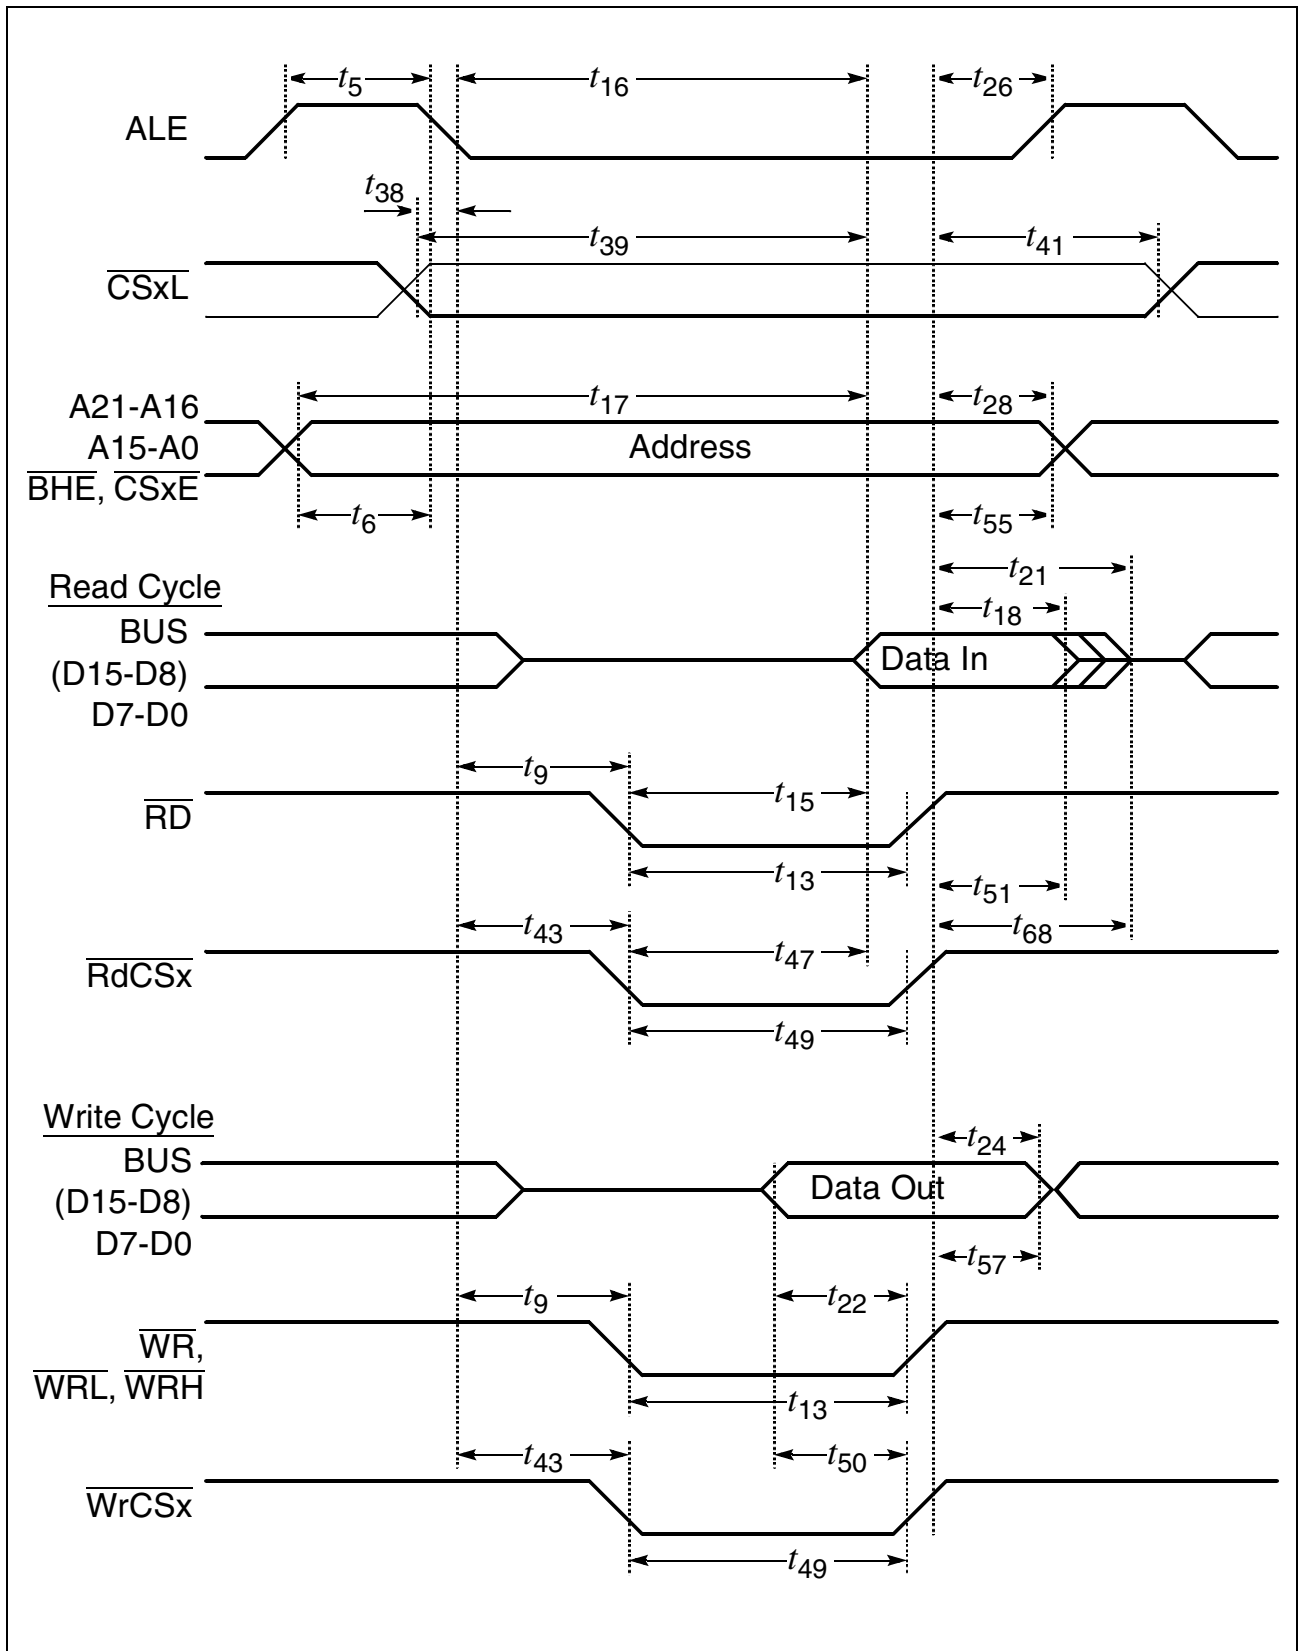 t5 t16 t26
ALE
t38
t39 t41
CSxL
A21-A16 t17 t28
A15-A0 Address
BHE, CSxE
t6 t55
t21
Read Cycle
t18
BUS
(D15-D8) Data In
D7-D0
t9
t15
RD
t13 t51
t43 t68
t47
RdCSx
t49
Write Cycle
t24
BUS
(D15-D8) Data Out
D7-D0
t57
t9 t22
WR,
WRL, WRH
t13
t43 t50
WrCSx
t49